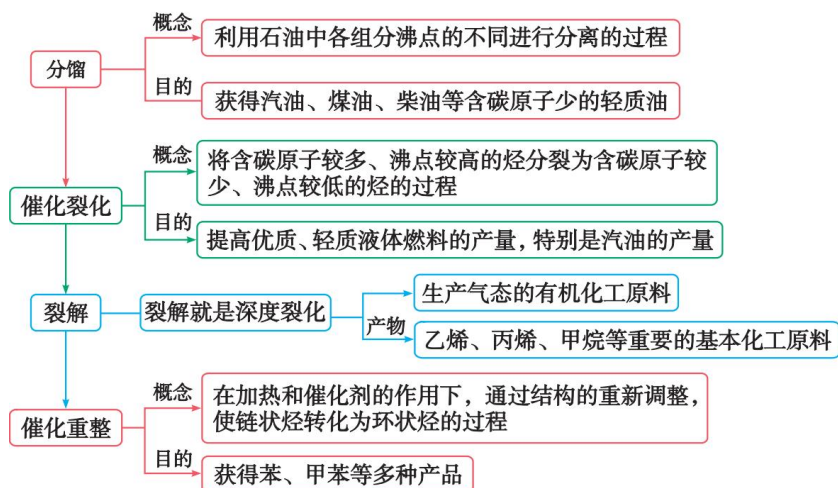 概念
利用石油中各组分沸点的不同进行分离的过程
分馏
目的
获得汽油、煤油、柴油等含碳原子少的轻质油
概念
将含碳原子较多、沸点较高的烃分裂为含碳原子较
少、沸点较低的烃的过程
催化裂化
目的
提高优质、轻质液体燃料的产量,特别是汽油的产量
生产气态的有机化工原料
裂解
裂解就是深度裂化
产物
乙烯、丙烯、甲烷等重要的基本化工原料
概念
在加热和催化剂的作用下，通过结构的重新调整，
使链状烃转化为环状烃的过程
催化重整
目的
获得苯、甲苯等多种产品